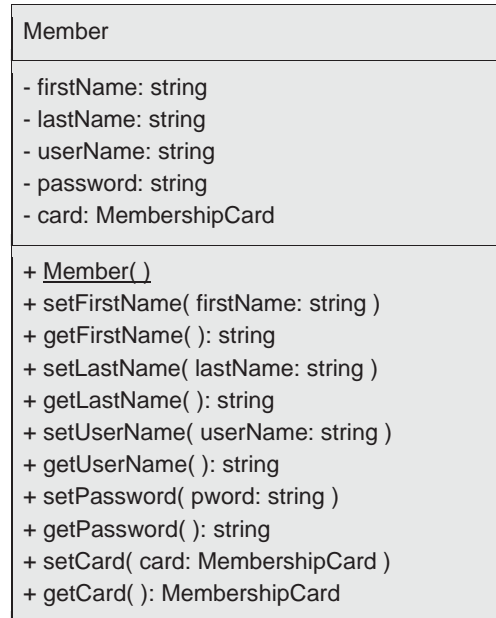 Member
- firstName: string
- lastName: string
- userName: string
- password: string
- card: MembershipCard
+ Member( )
+ setFirstName( firstName: string )
+ getFirstName( ): string
+ setLastName( lastName: string )
+ getLastName( ): string
+ setUserName( userName: string )
+ getUserName( ): string
+ setPassword( pword: string )
+ getPassword( ): string
+ setCard( card: MembershipCard )
+ getCard( ): MembershipCard